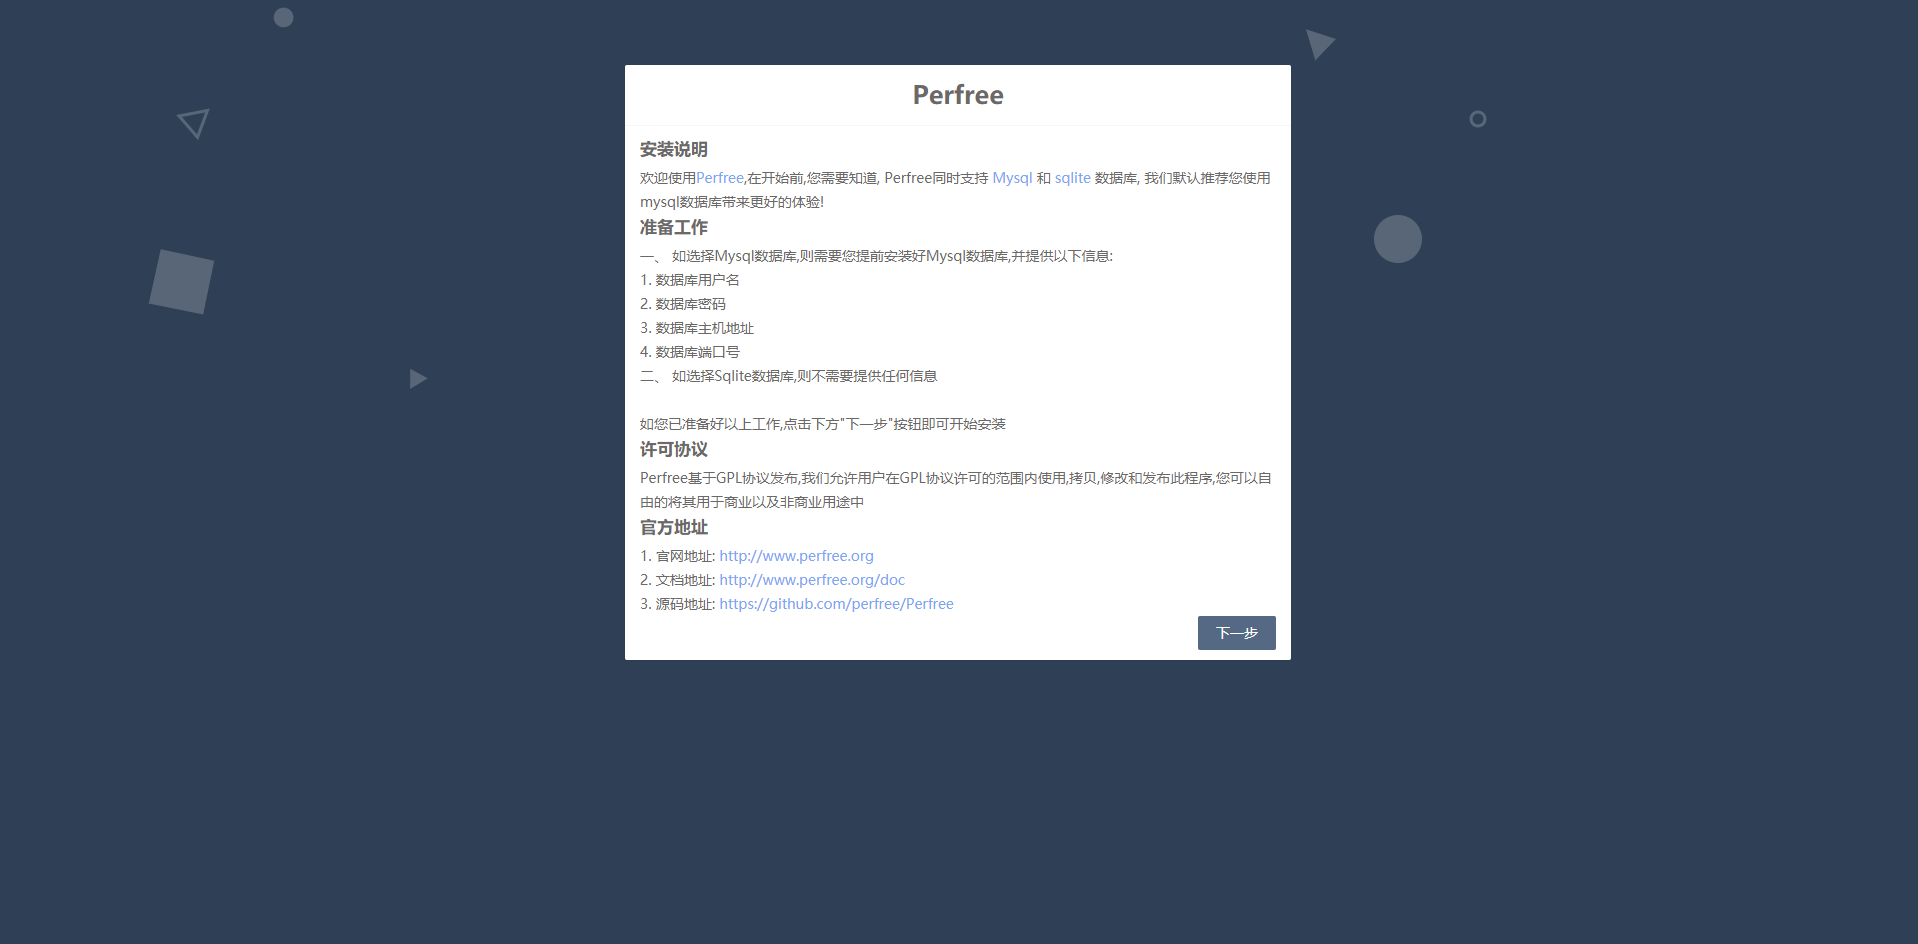 Perfree
安装说明
欢迎使用Perfree,在开始前,您需要知道, Perfree同时支持 Mysql 和 sqlite 数据库, 我们默认推荐您使用
mysql数据库带来更好的体验!
准备工作
一、 如选择Mysql数据库,则需要您提前安装好Mysql数据库,并提供以下信息:
1. 数据库用户名
2. 数据库密码
3. 数据库主机地址
4. 数据库端口号
二、 如选择Sqlite数据库,则不需要提供任何信息
如您已准备好以上工作,点击下方"下一步"按钮即可开始安装
许可协议
Perfree基于GPL协议发布,我们允许用户在GPL协议许可的范围内使用,拷贝,修改和发布此程序,您可以自
由的将其用于商业以及非商业用途中
官方地址
1. 官网地址: http://www.perfree.org
2. 文档地址: http://www.perfree.org/doc
3. 源码地址: https://github.com/perfree/Perfree
下一步